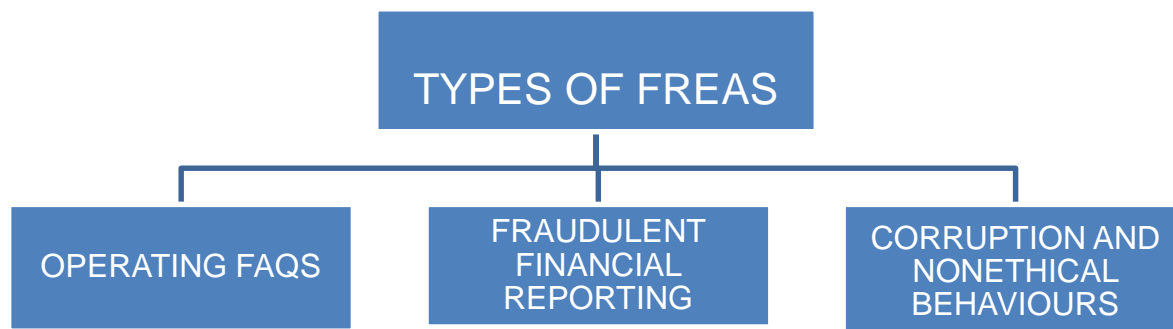 TYPES OF FREAS
OPERATING FAQS
FRAUDULENT
FINANCIAL
REPORTING
CORRUPTION AND
NONETHICAL
BEHAVIOURS